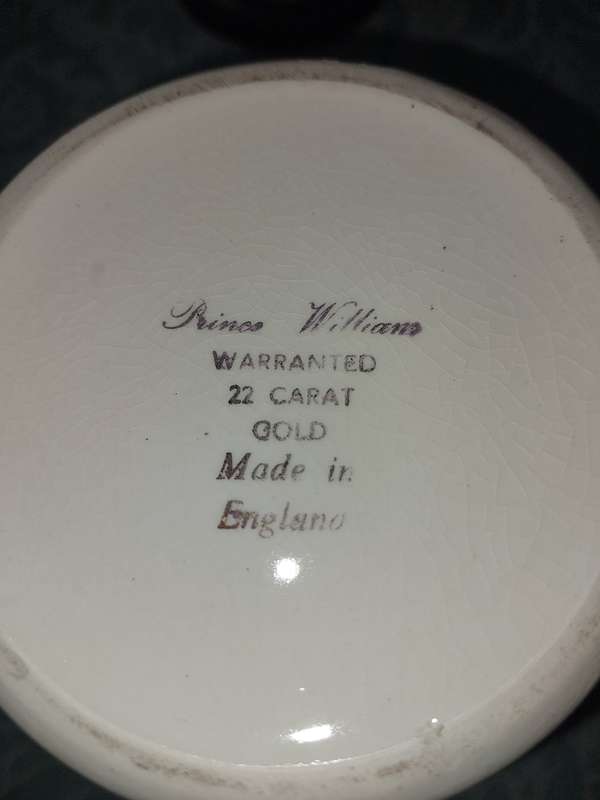 Prince William
WARRANTED
22 CARAT
GOLD
Made in
England